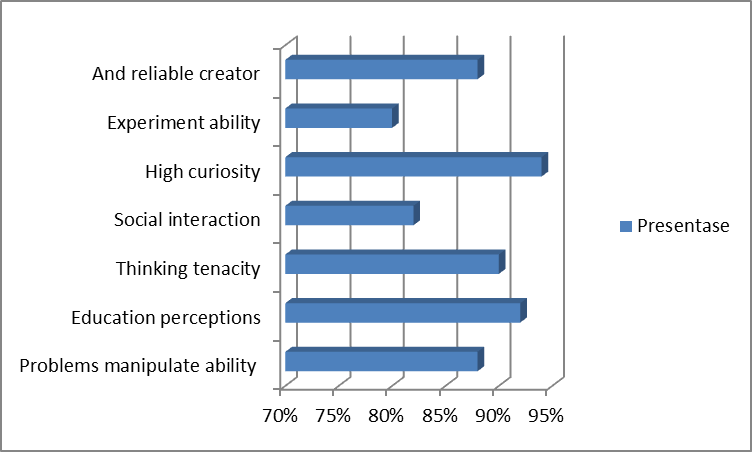 And reliable creator
Experiment ability
High curiosity
Social interaction
Thinking tenacity
Education perceptions
Problems manipulate ability
70% 75% 80% 85% 90% 95%
Presentase